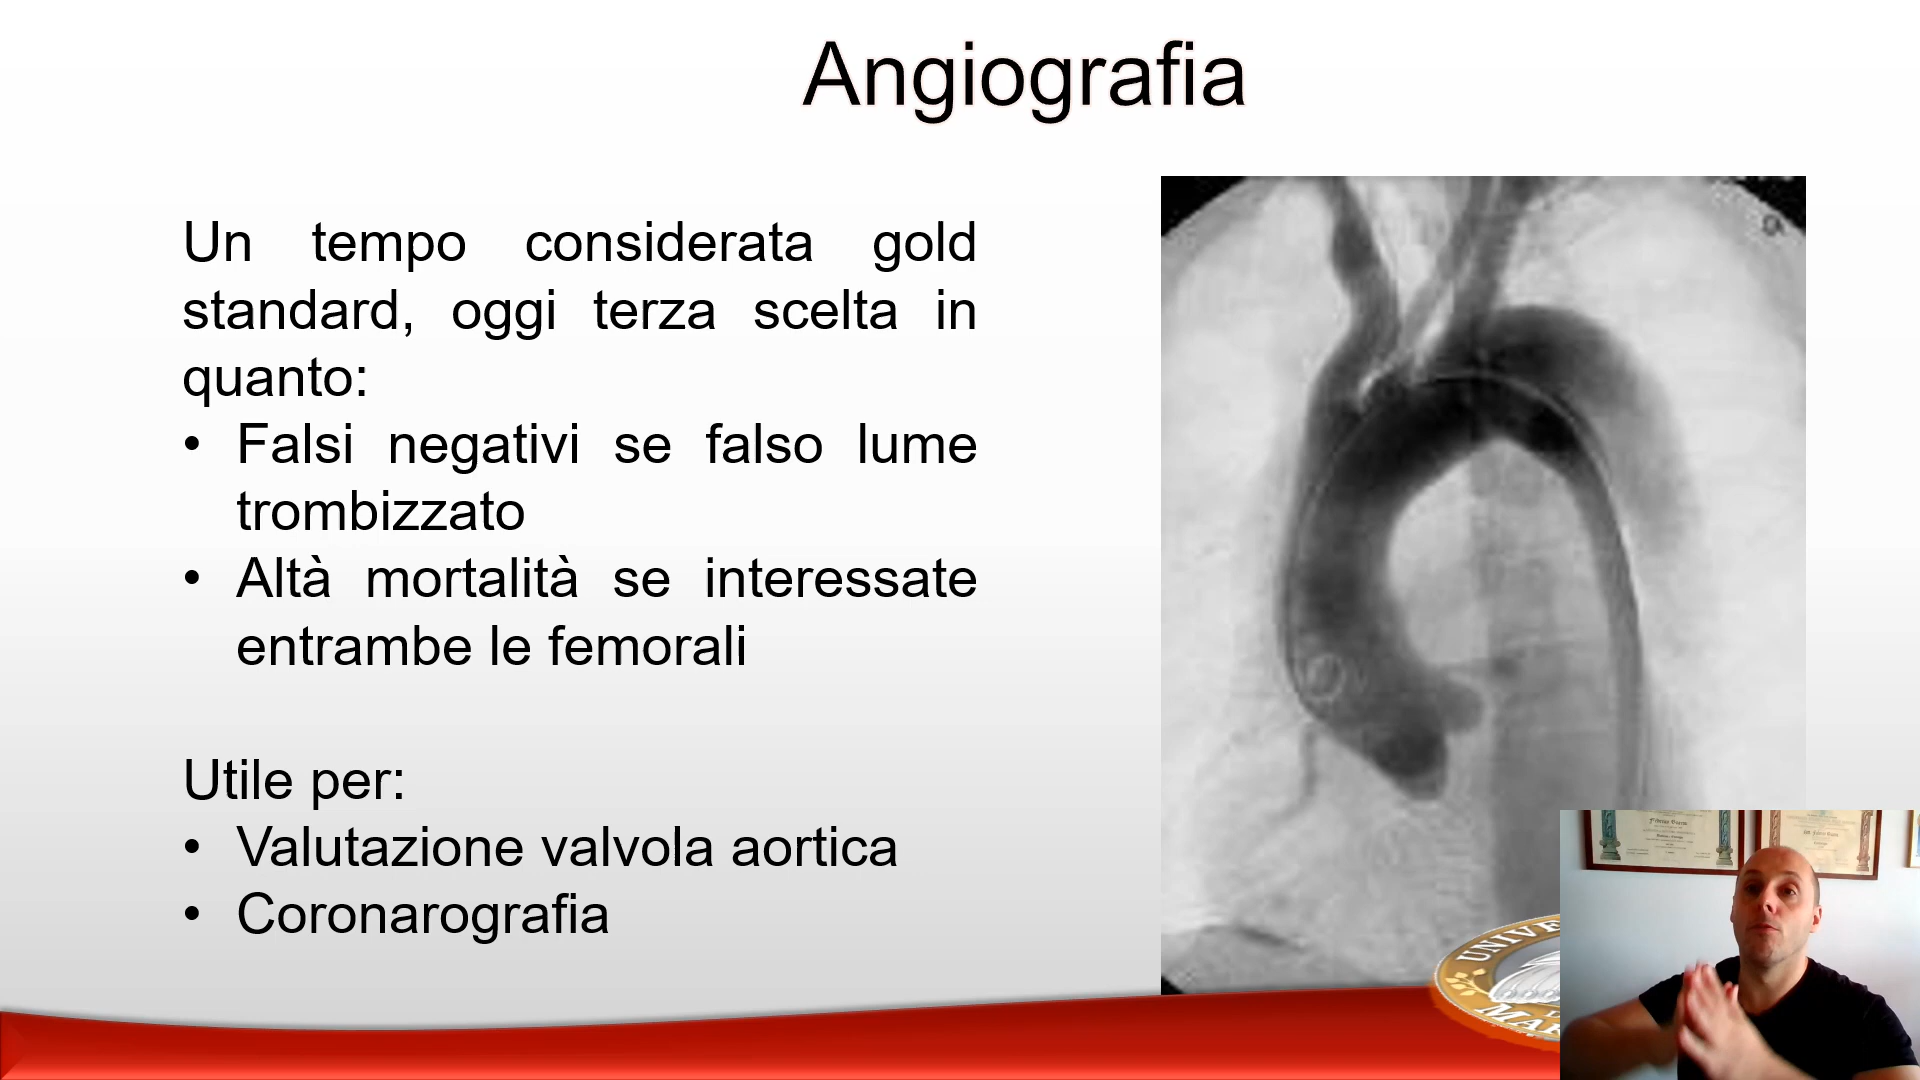 Angiografia
Un tempo considerata gold
standard, oggi terza scelta in
quanto:
• Falsi negativi se falso lume
trombizzato
• Altà mortalità se interessate
entrambe le femorali
Utile per:
• Valutazione valvola aortica
• Coronarografia